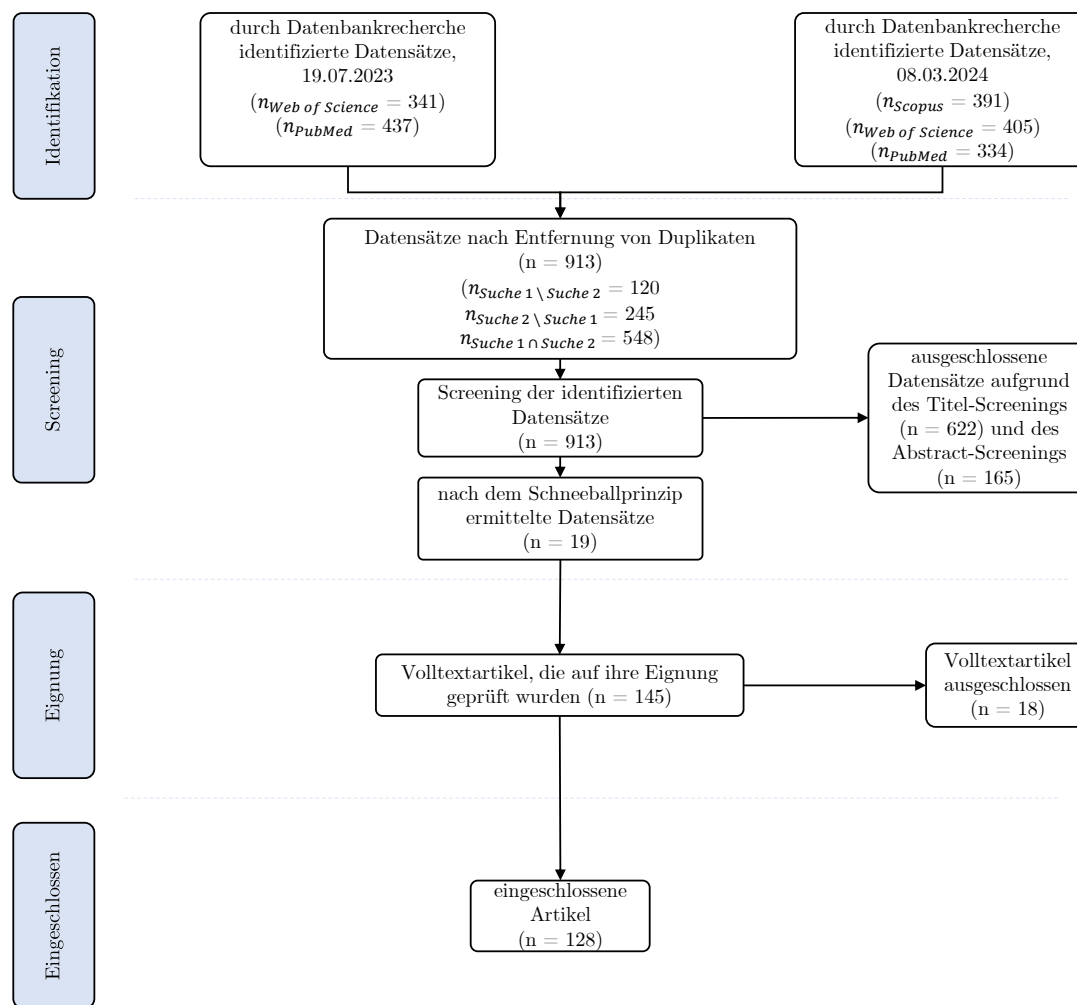 Identifikation
durch Datenbankrecherche
identifizierte Datensätze,
19.07.2023
(n_Web of Science = 341)
(n_PubMed = 437)
durch Datenbankrecherche
identifizierte Datensätze,
08.03.2024
(n_Scopus = 391)
(n_Web of Science = 405)
(n_PubMed = 334)
Screening
Datensätze nach Entfernung von Duplikaten
(n = 913)
(n_Suche 1 \ Suche 2 = 120
n_Suche 2 \ Suche 1 = 245
n_Suche 1 ∩ Suche 2 = 548)
Screening der identifizierten
Datensätze
(n = 913)
ausgeschlossene
Datensätze aufgrund
des Titel-Screenings
(n = 622) und des
Abstract-Screenings
(n = 165)
nach dem Schneeballprinzip
ermittelte Datensätze
(n = 19)
Eignung
Volltextartikel, die auf ihre Eignung
geprüft wurden (n = 145)
Volltextartikel
ausgeschlossen
(n = 18)
Eingeschlossen
eingeschlossene
Artikel
(n = 128)